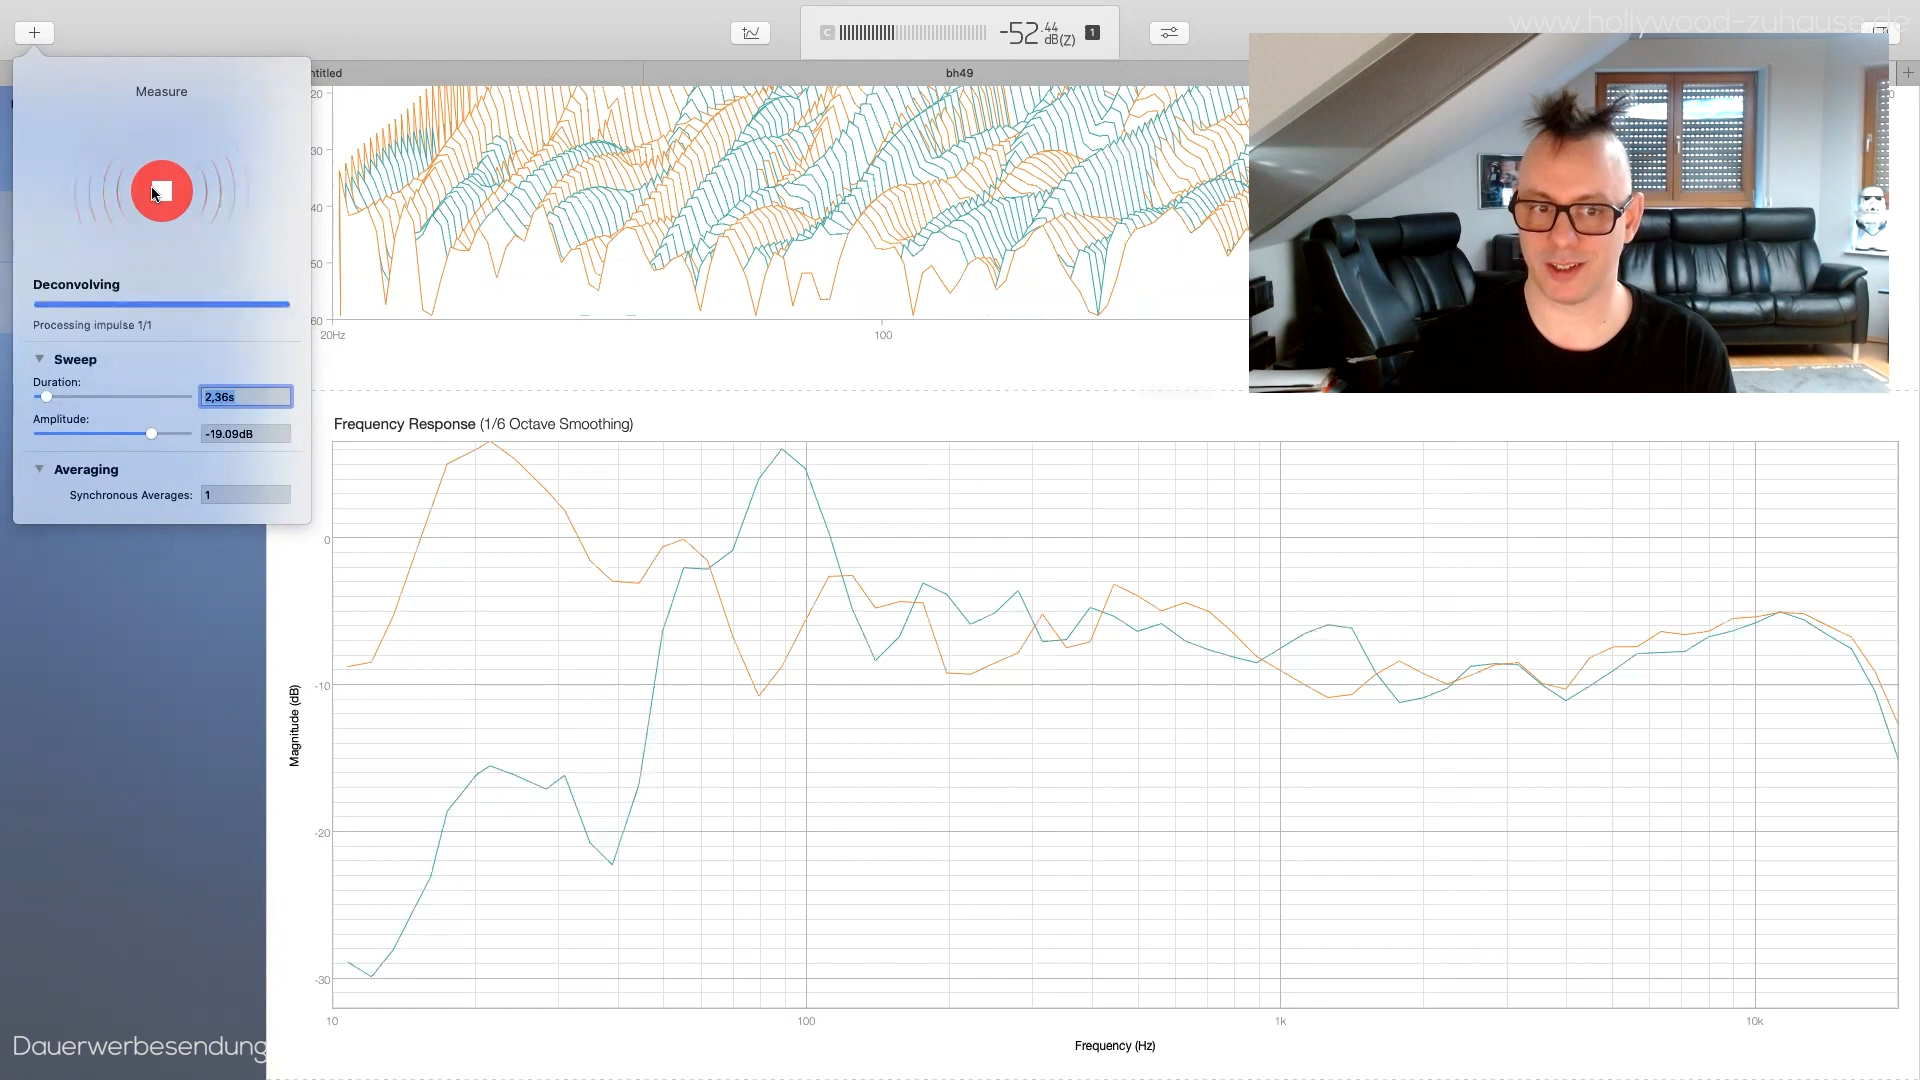 www.hollywood-zuhause.de
C
-52
.44
dB(Z)
1
ntitled
bh49
Measure
Deconvolving
Processing impulse 1/1
Sweep
Duration:
2,36s
Amplitude:
-19.09dB
Averaging
Synchronous Averages: 1
20
30
40
50
60
20Hz
100
Frequency Response (1/6 Octave Smoothing)
0
-10
-20
-30
Magnitude (dB)
10
100
1k
10k
Frequency (Hz)
Dauerwerbesendung